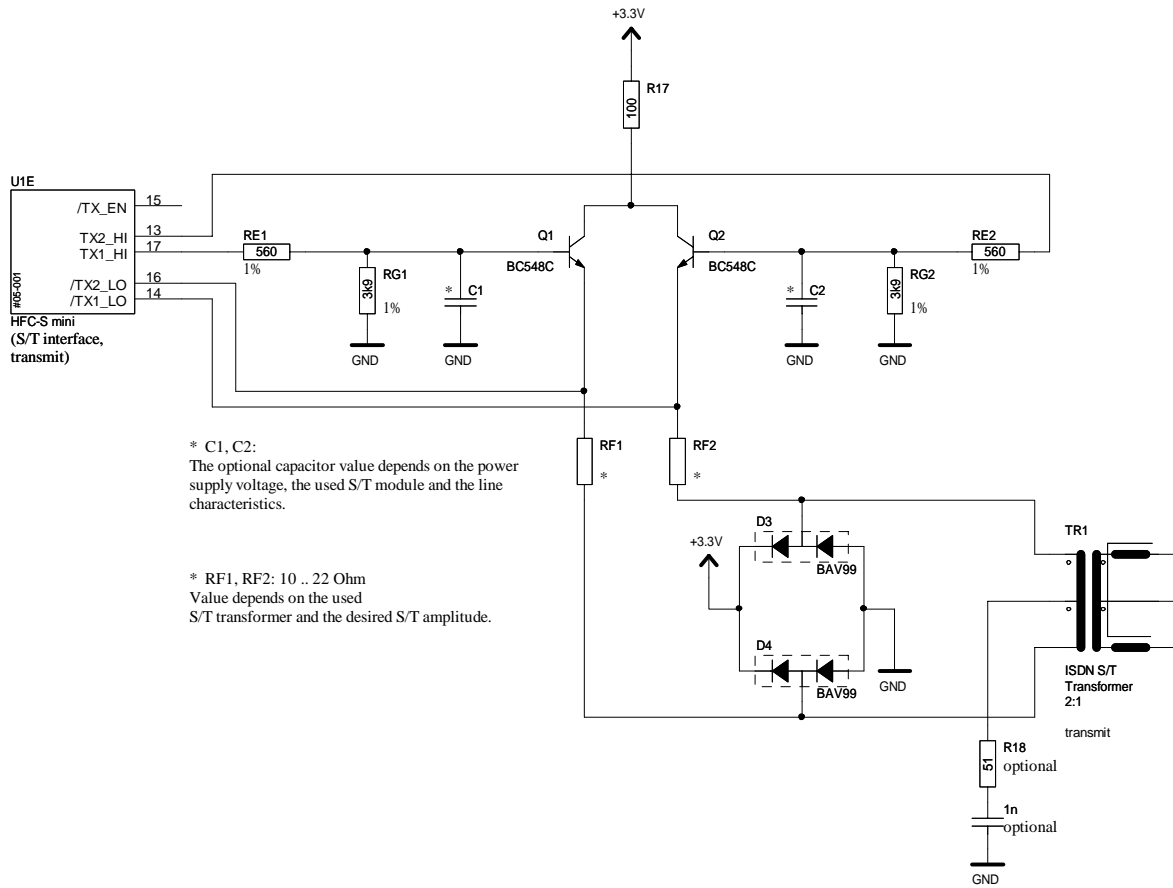 +3.3V
R17
100
U1E
/TX_EN 15
TX2_HI 13
TX1_HI 17
/TX2_LO 16
/TX1_LO 14
#05-001
HFC-S mini
(S/T interface,
transmit)
RE1
560
1%
RG1
3k9
1%
* C1
GND
GND
Q1
BC548C
Q2
BC548C
* C2
RG2
3k9
1%
GND
GND
RE2
560
1%
* C1, C2:
The optional capacitor value depends on the power
supply voltage, the used S/T module and the line
characteristics.
RF1
*
RF2
*
* RF1, RF2: 10 .. 22 Ohm
Value depends on the used
S/T transformer and the desired S/T amplitude.
+3.3V
D3
BAV99
D4
BAV99
GND
TR1
ISDN S/T
Transformer
2:1
transmit
R18
51
optional
1n
optional
GND